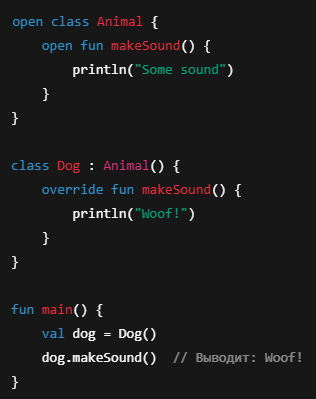 open class Animal {
    open fun makeSound() {
        println("Some sound")
    }
}

class Dog : Animal() {
    override fun makeSound() {
        println("Woof!")
    }
}

fun main() {
    val dog = Dog()
    dog.makeSound()  // Выводит: Woof!
}